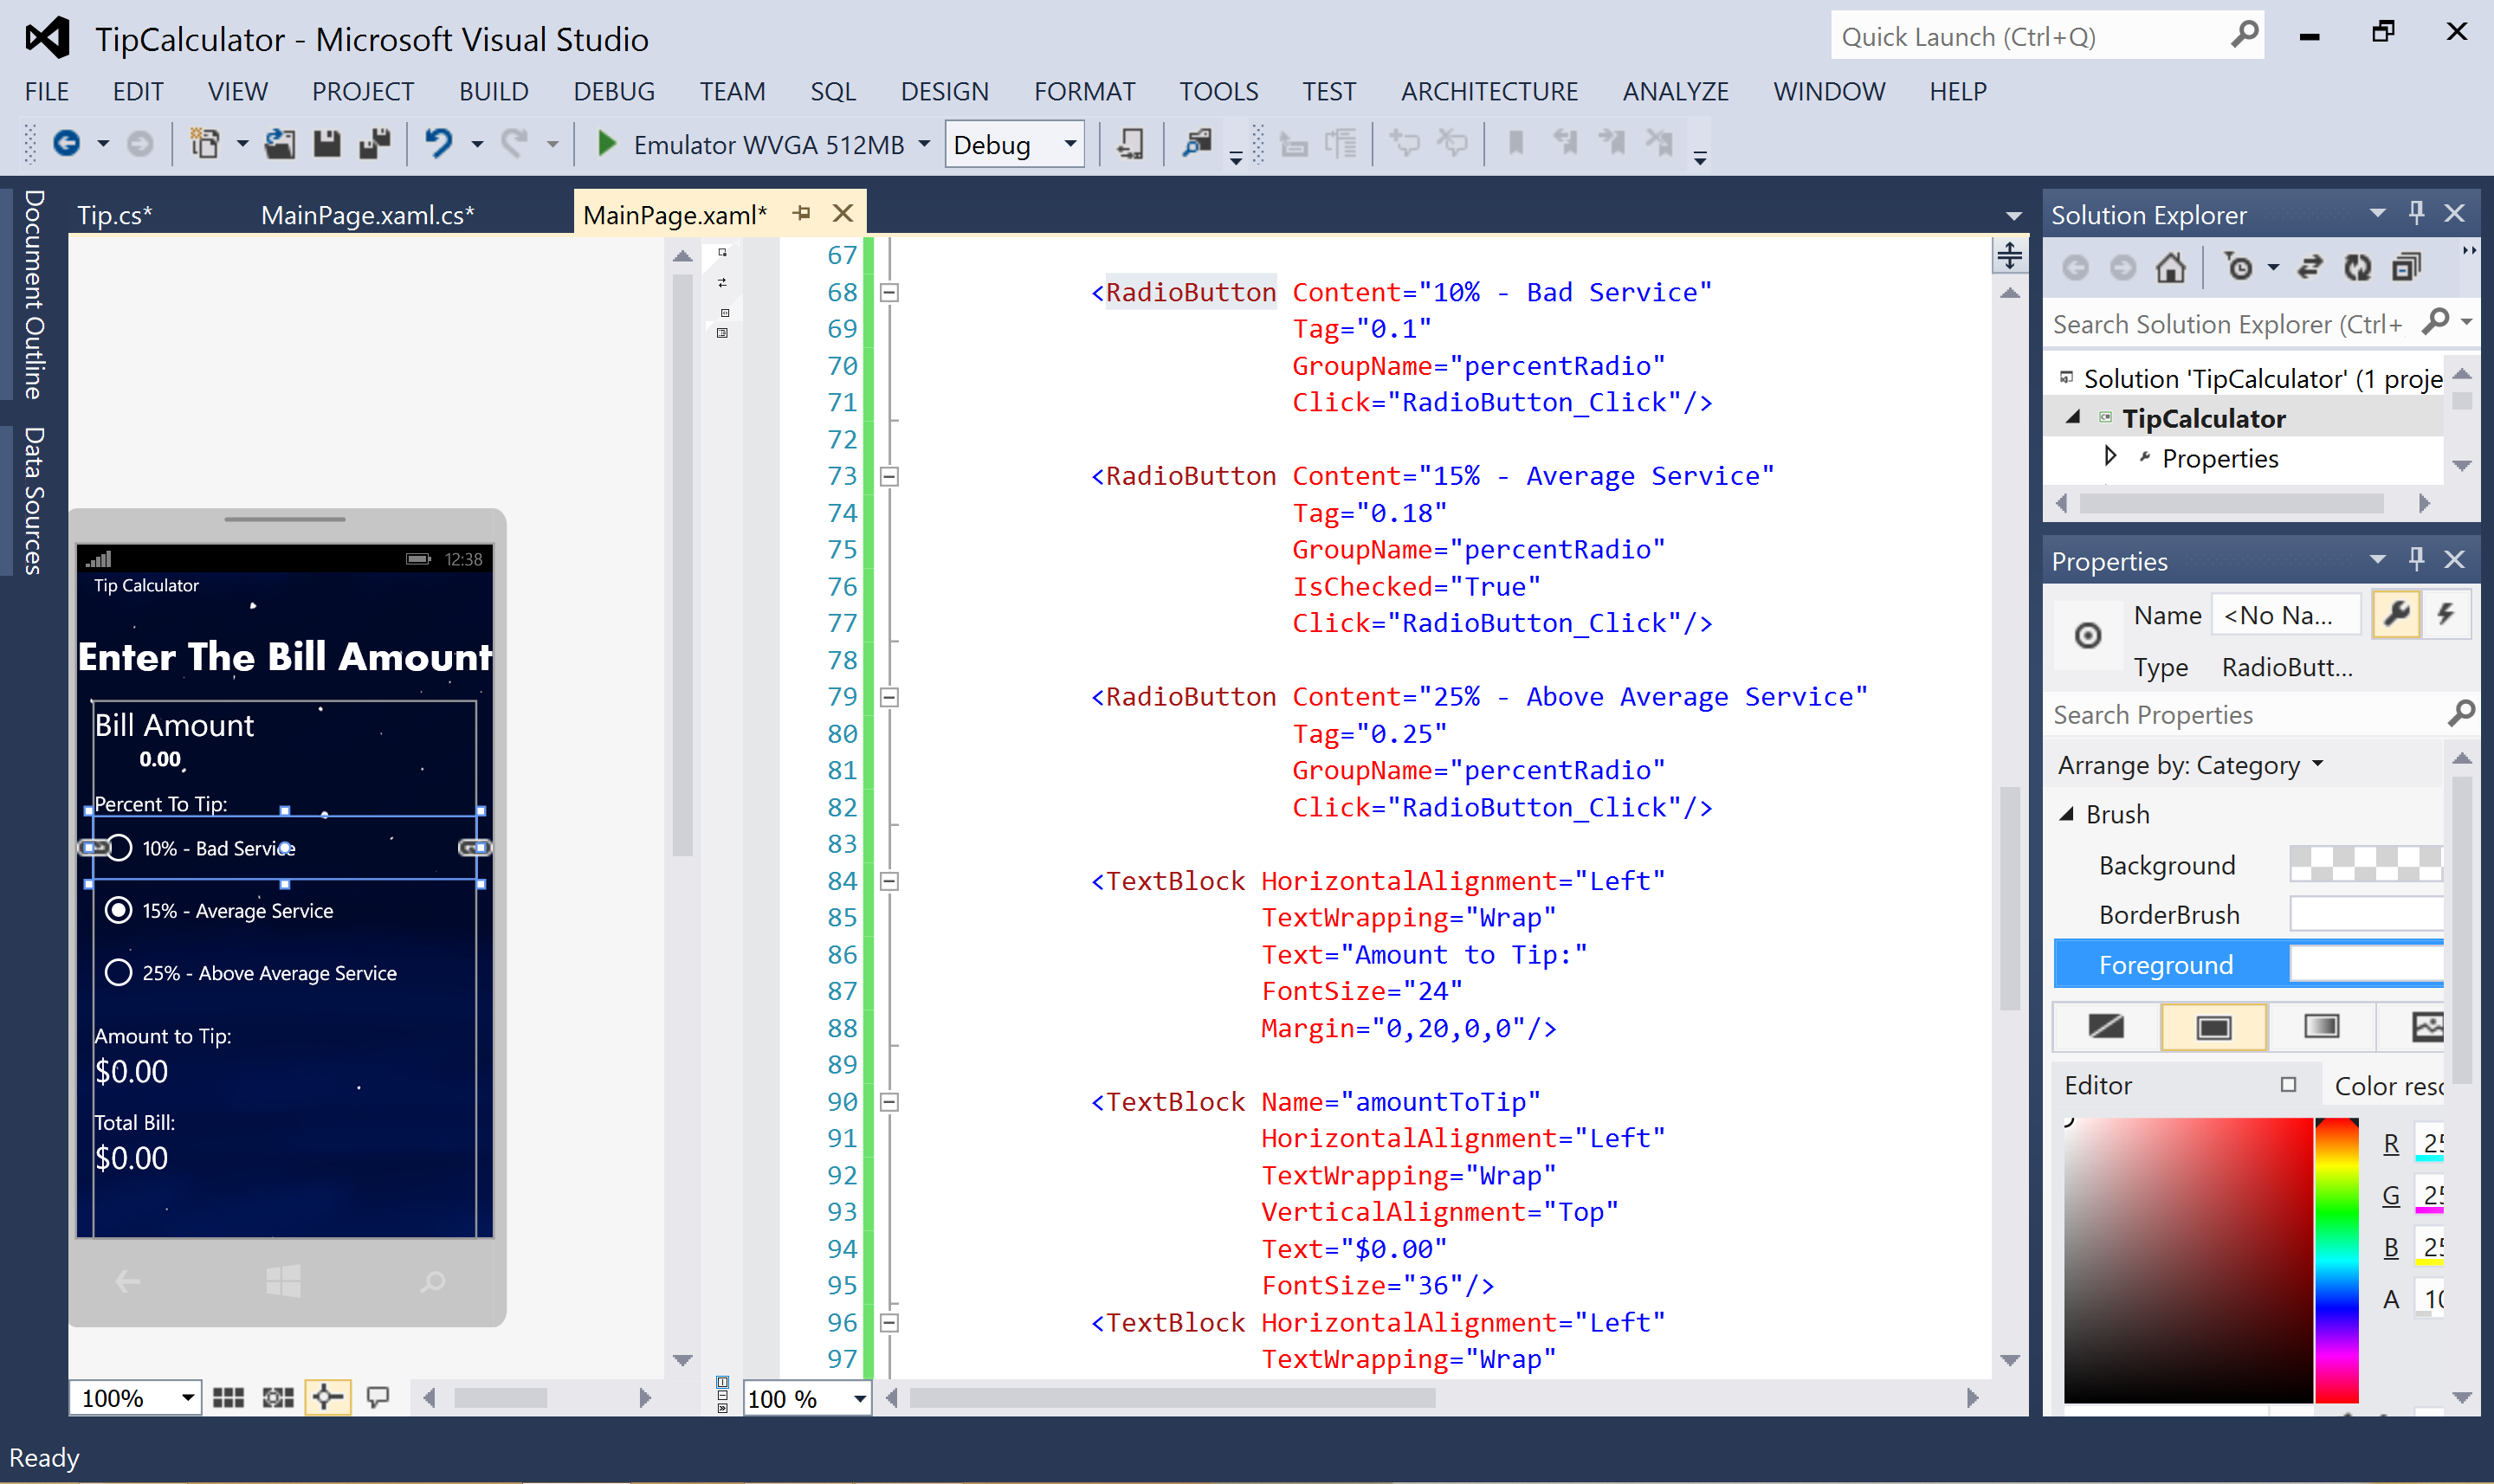 TipCalculator - Microsoft Visual Studio
Quick Launch (Ctrl+Q)
FILE EDIT VIEW PROJECT BUILD DEBUG TEAM SQL DESIGN FORMAT TOOLS TEST ARCHITECTURE ANALYZE WINDOW HELP
Emulator WVGA 512MB Debug
Document Outline
Data Sources
Tip.cs* MainPage.xaml.cs* MainPage.xaml*
12:38
Tip Calculator
Enter The Bill Amount
Bill Amount
0.00
Percent To Tip:
10% - Bad Service
15% - Average Service
25% - Above Average Service
Amount to Tip:
$0.00
Total Bill:
$0.00
100%
67
68 <RadioButton Content="10% - Bad Service"
69 Tag="0.1"
70 GroupName="percentRadio"
71 Click="RadioButton_Click"/>
72
73 <RadioButton Content="15% - Average Service"
74 Tag="0.18"
75 GroupName="percentRadio"
76 IsChecked="True"
77 Click="RadioButton_Click"/>
78
79 <RadioButton Content="25% - Above Average Service"
80 Tag="0.25"
81 GroupName="percentRadio"
82 Click="RadioButton_Click"/>
83
84 <TextBlock HorizontalAlignment="Left"
85 TextWrapping="Wrap"
86 Text="Amount to Tip:"
87 FontSize="24"
88 Margin="0,20,0,0"/>
89
90 <TextBlock Name="amountToTip"
91 HorizontalAlignment="Left"
92 TextWrapping="Wrap"
93 VerticalAlignment="Top"
94 Text="$0.00"
95 FontSize="36"/>
96 <TextBlock HorizontalAlignment="Left"
97 TextWrapping="Wrap"
100 %
Solution Explorer
Search Solution Explorer (Ctrl+
Solution 'TipCalculator' (1 proje
TipCalculator
Properties
Properties
Name <No Na...
Type RadioButt...
Search Properties
Arrange by: Category
Brush
Background
BorderBrush
Foreground
Editor Color reso
R 25
G 25
B 25
A 10
Ready